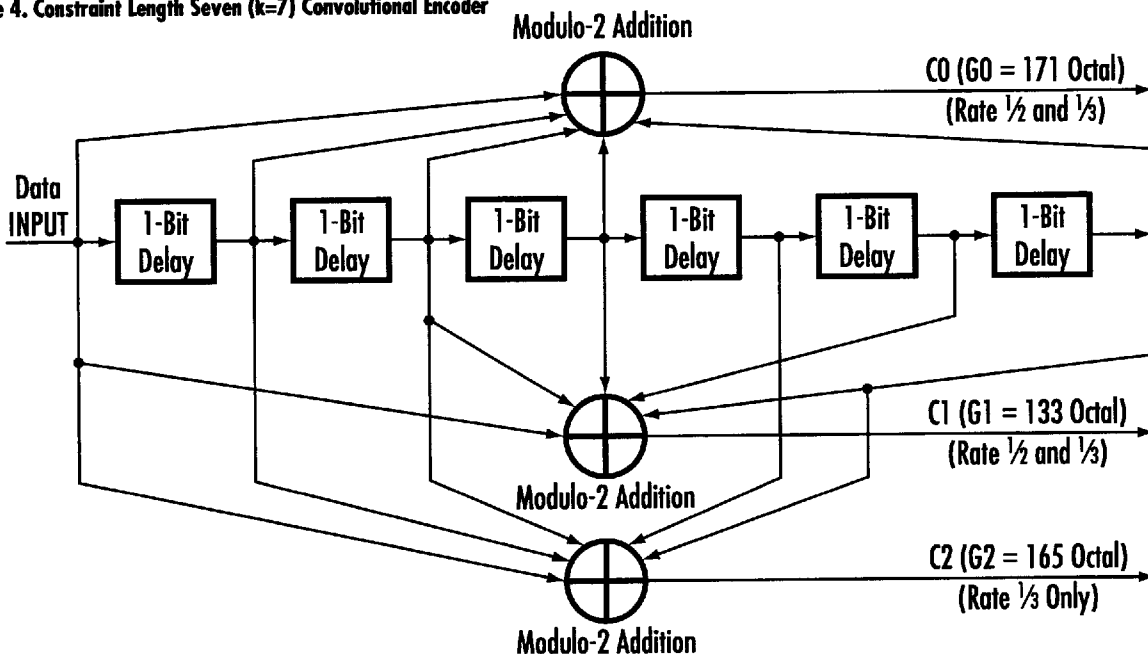 4. Constraint Length Seven (k=7) Convolutional Encoder
Modulo-2 Addition
C0 (G0 = 171 Octal)
(Rate ½ and ⅓)
Data
INPUT
1-Bit
Delay
1-Bit
Delay
1-Bit
Delay
1-Bit
Delay
1-Bit
Delay
1-Bit
Delay
C1 (G1 = 133 Octal)
(Rate ½ and ⅓)
Modulo-2 Addition
C2 (G2 = 165 Octal)
(Rate ⅓ Only)
Modulo-2 Addition